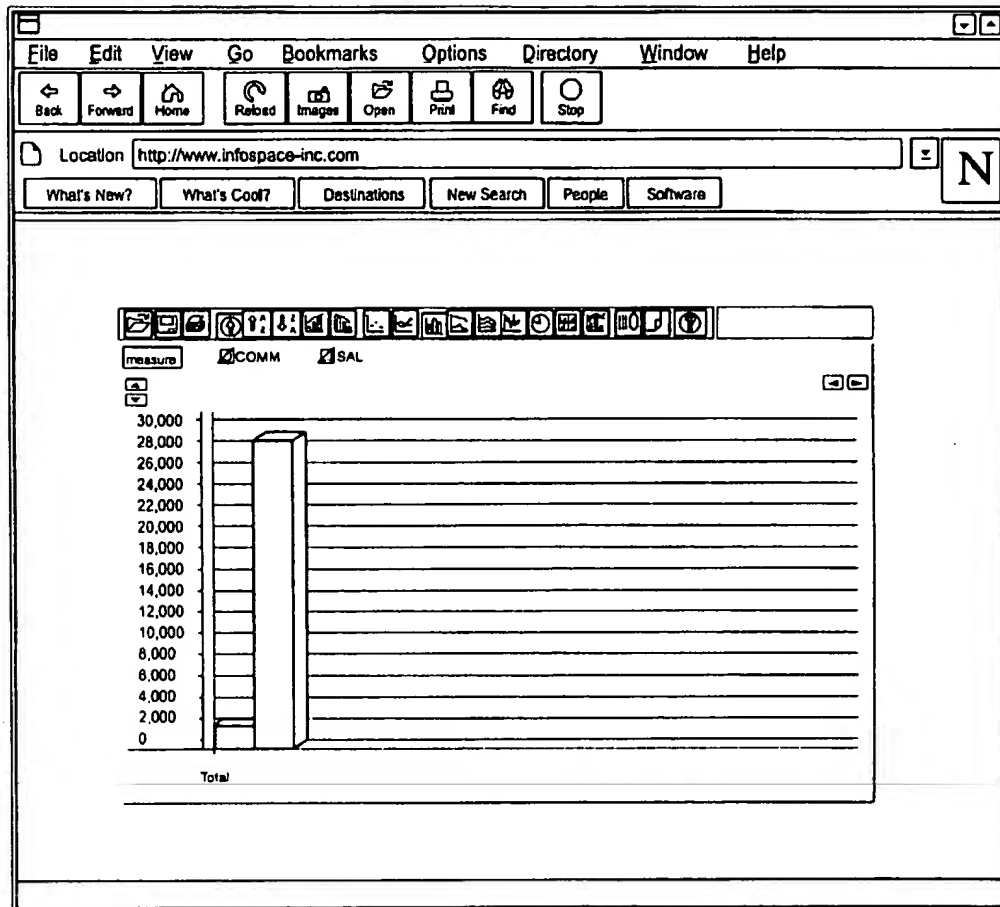 File Edit View Go Bookmarks Options Directory Window Help
Back Forward Home Reload Images Open Print Find Stop
Location http://www.infospace-inc.com
N
What's New? What's Cool? Destinations New Search People Software
measure COMM SAL
30,000
28,000
26,000
24,000
22,000
20,000
18,000
16,000
14,000
12,000
10,000
8,000
6,000
4,000
2,000
0
Total